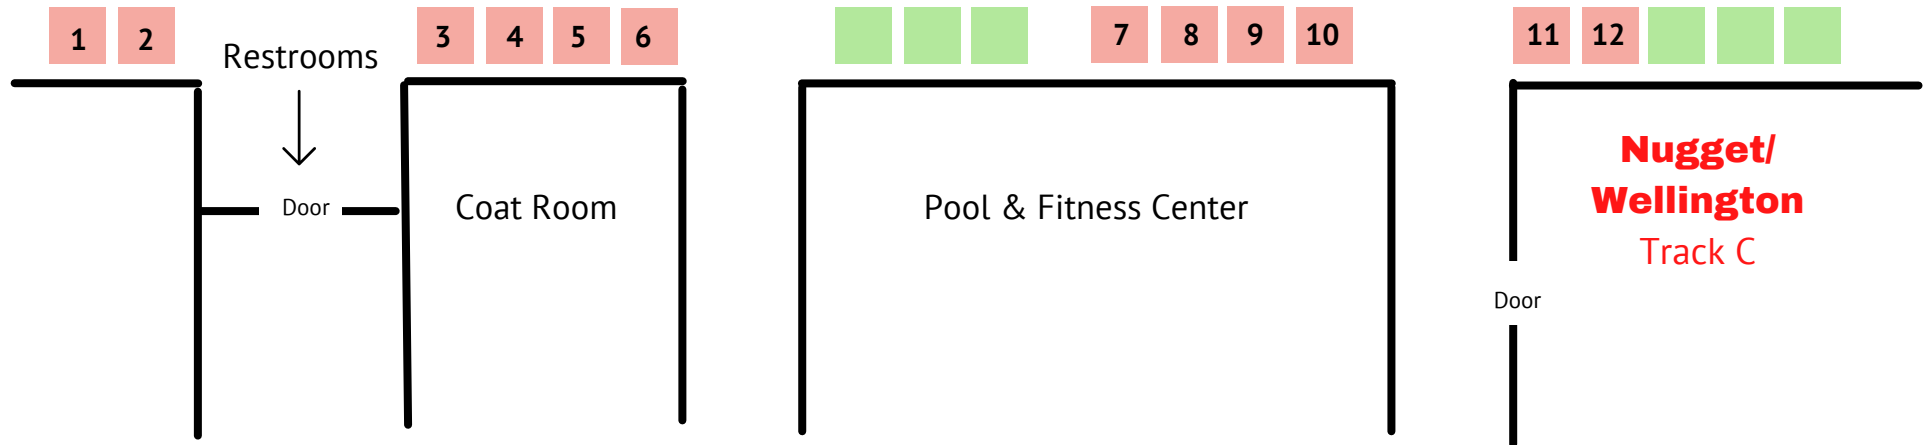 1 2
Restrooms
3 4 5 6
7 8 9 10
11 12
Door
Coat Room
Pool & Fitness Center
Nugget/
Wellington
Track C
Door